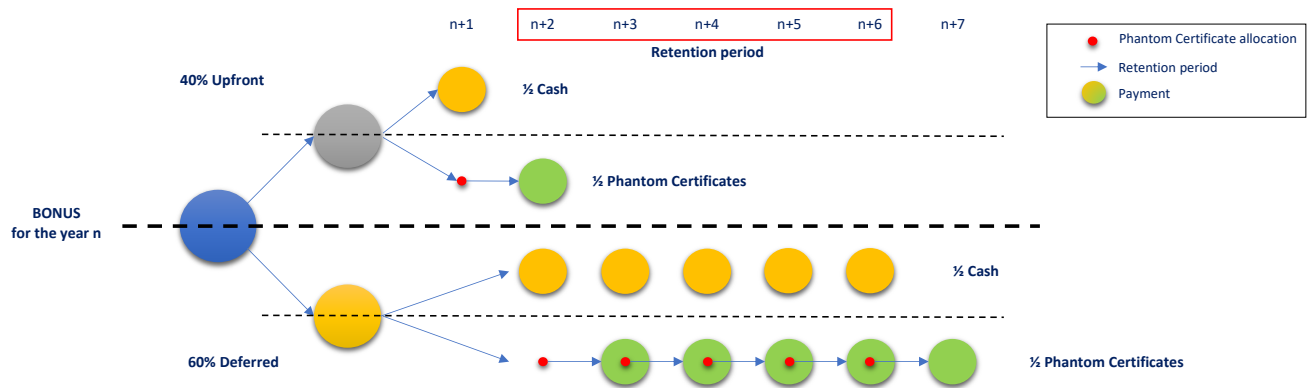 n+1 n+2 n+3 n+4 n+5 n+6 n+7
Retention period
Phantom Certificate allocation
Retention period
Payment
40% Upfront
½ Cash
½ Phantom Certificates
BONUS
for the year n
½ Cash
60% Deferred
½ Phantom Certificates